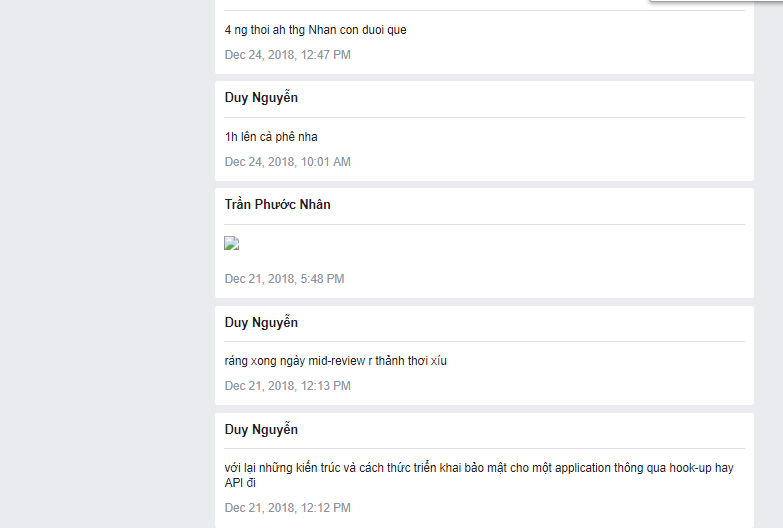 4 ng thoi ah thg Nhan con duoi que
Dec 24, 2018, 12:47 PM
Duy Nguyễn
1h lên cà phê nha
Dec 24, 2018, 10:01 AM
Trần Phước Nhân
Dec 21, 2018, 5:48 PM
Duy Nguyễn
ráng xong ngày mid-review r thảnh thơi xíu
Dec 21, 2018, 12:13 PM
Duy Nguyễn
với lại những kiến trúc và cách thức triển khai bảo mật cho một application thông qua hook-up hay
API đi
Dec 21, 2018, 12:12 PM